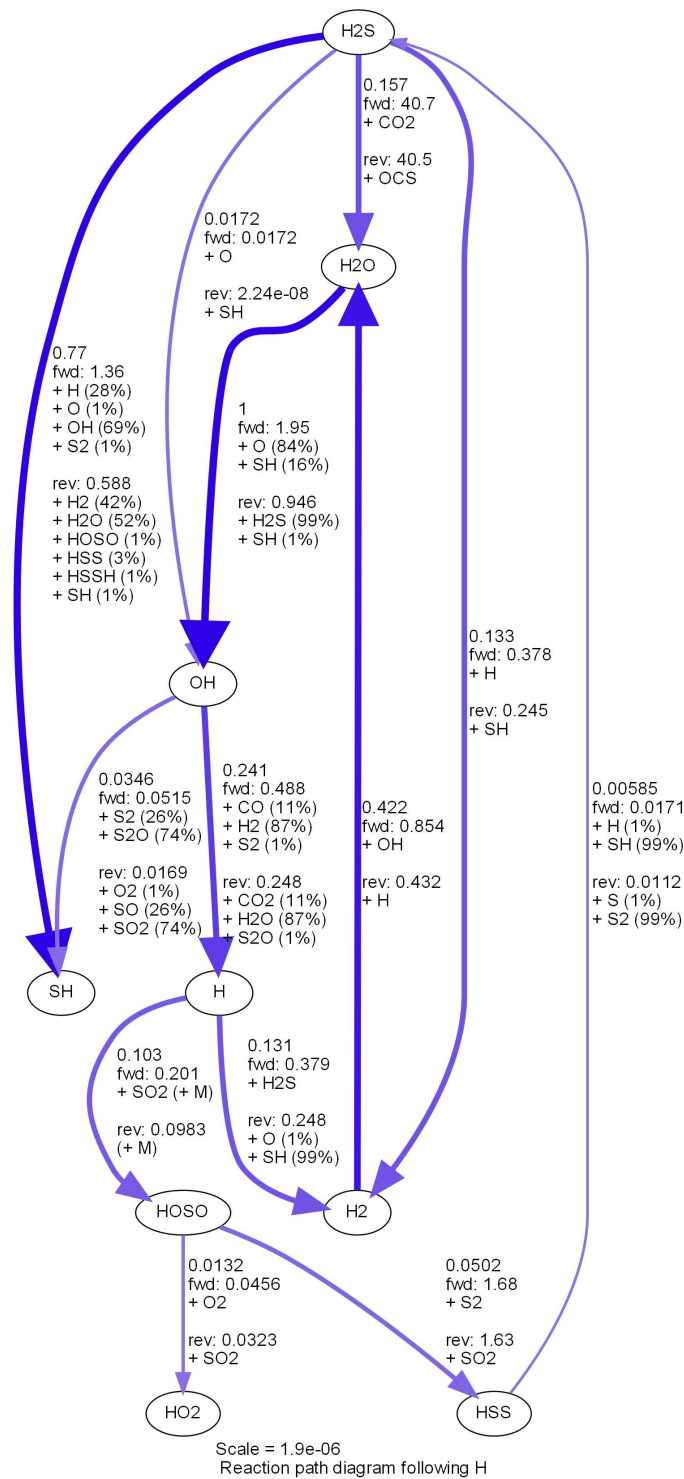 H2S
0.157
fwd: 40.7
+ CO2
rev: 40.5
+ OCS
0.0172
fwd: 0.0172
+ O
rev: 2.24e-08
+ SH
H2O
0.77
fwd: 1.36
+ H (28%)
+ O (1%)
+ OH (69%)
+ S2 (1%)
rev: 0.588
+ H2 (42%)
+ H2O (52%)
+ HOSO (1%)
+ HSS (3%)
+ HSSH (1%)
+ SH (1%)
1
fwd: 1.95
+ O (84%)
+ SH (16%)
rev: 0.946
+ H2S (99%)
+ SH (1%)
0.133
fwd: 0.378
+ H
rev: 0.245
+ SH
OH
0.0346
fwd: 0.0515
+ S2 (26%)
+ S2O (74%)
rev: 0.0169
+ O2 (1%)
+ SO (26%)
+ SO2 (74%)
0.241
fwd: 0.488
+ CO (11%)
+ H2 (87%)
+ S2 (1%)
rev: 0.248
+ CO2 (11%)
+ H2O (87%)
+ S2O (1%)
0.422
fwd: 0.854
+ OH
rev: 0.432
+ H
0.00585
fwd: 0.0171
+ H (1%)
+ SH (99%)
rev: 0.0112
+ S (1%)
+ S2 (99%)
SH
H
0.103
fwd: 0.201
+ SO2 (+ M)
rev: 0.0983
(+ M)
0.131
fwd: 0.379
+ H2S
rev: 0.248
+ O (1%)
+ SH (99%)
HOSO
H2
0.0132
fwd: 0.0456
+ O2
rev: 0.0323
+ SO2
0.0502
fwd: 1.68
+ S2
rev: 1.63
+ SO2
HO2
HSS
Scale = 1.9e-06
Reaction path diagram following H